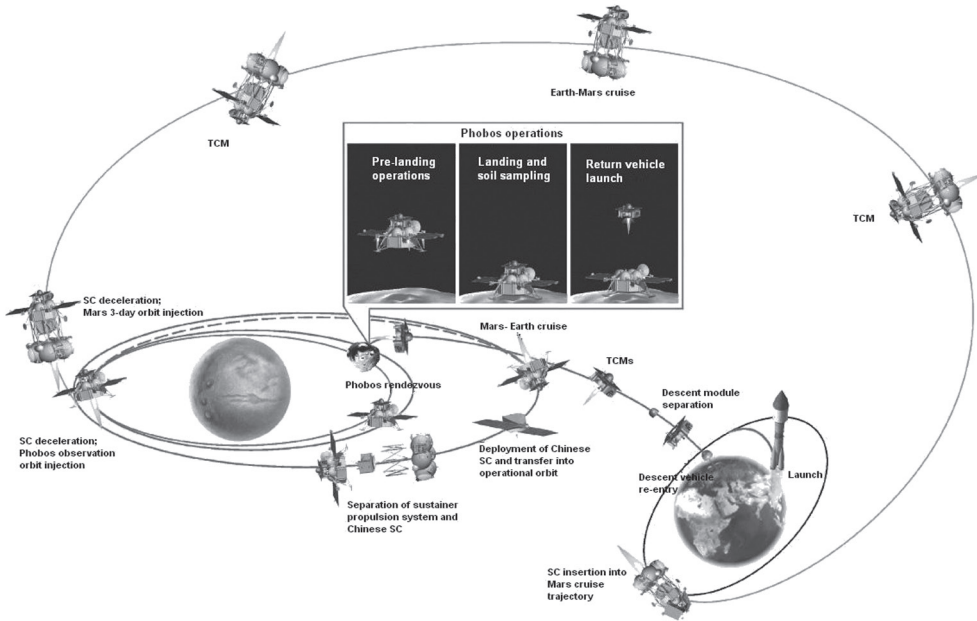 Earth-Mars cruise
TCM
Phobos operations
Pre-landing
operations
Landing and
soil sampling
Return vehicle
launch
TCM
SC deceleration;
Mars 3-day orbit injection
Mars- Earth cruise
TCMs
Phobos rendezvous
Descent module
separation
SC deceleration;
Phobos observation
orbit injection
Deployment of Chinese
SC and transfer into
operational orbit
Descent vehicle
re-entry
Launch
Separation of sustainer
propulsion system and
Chinese SC
SC insertion into
Mars cruise
trajectory